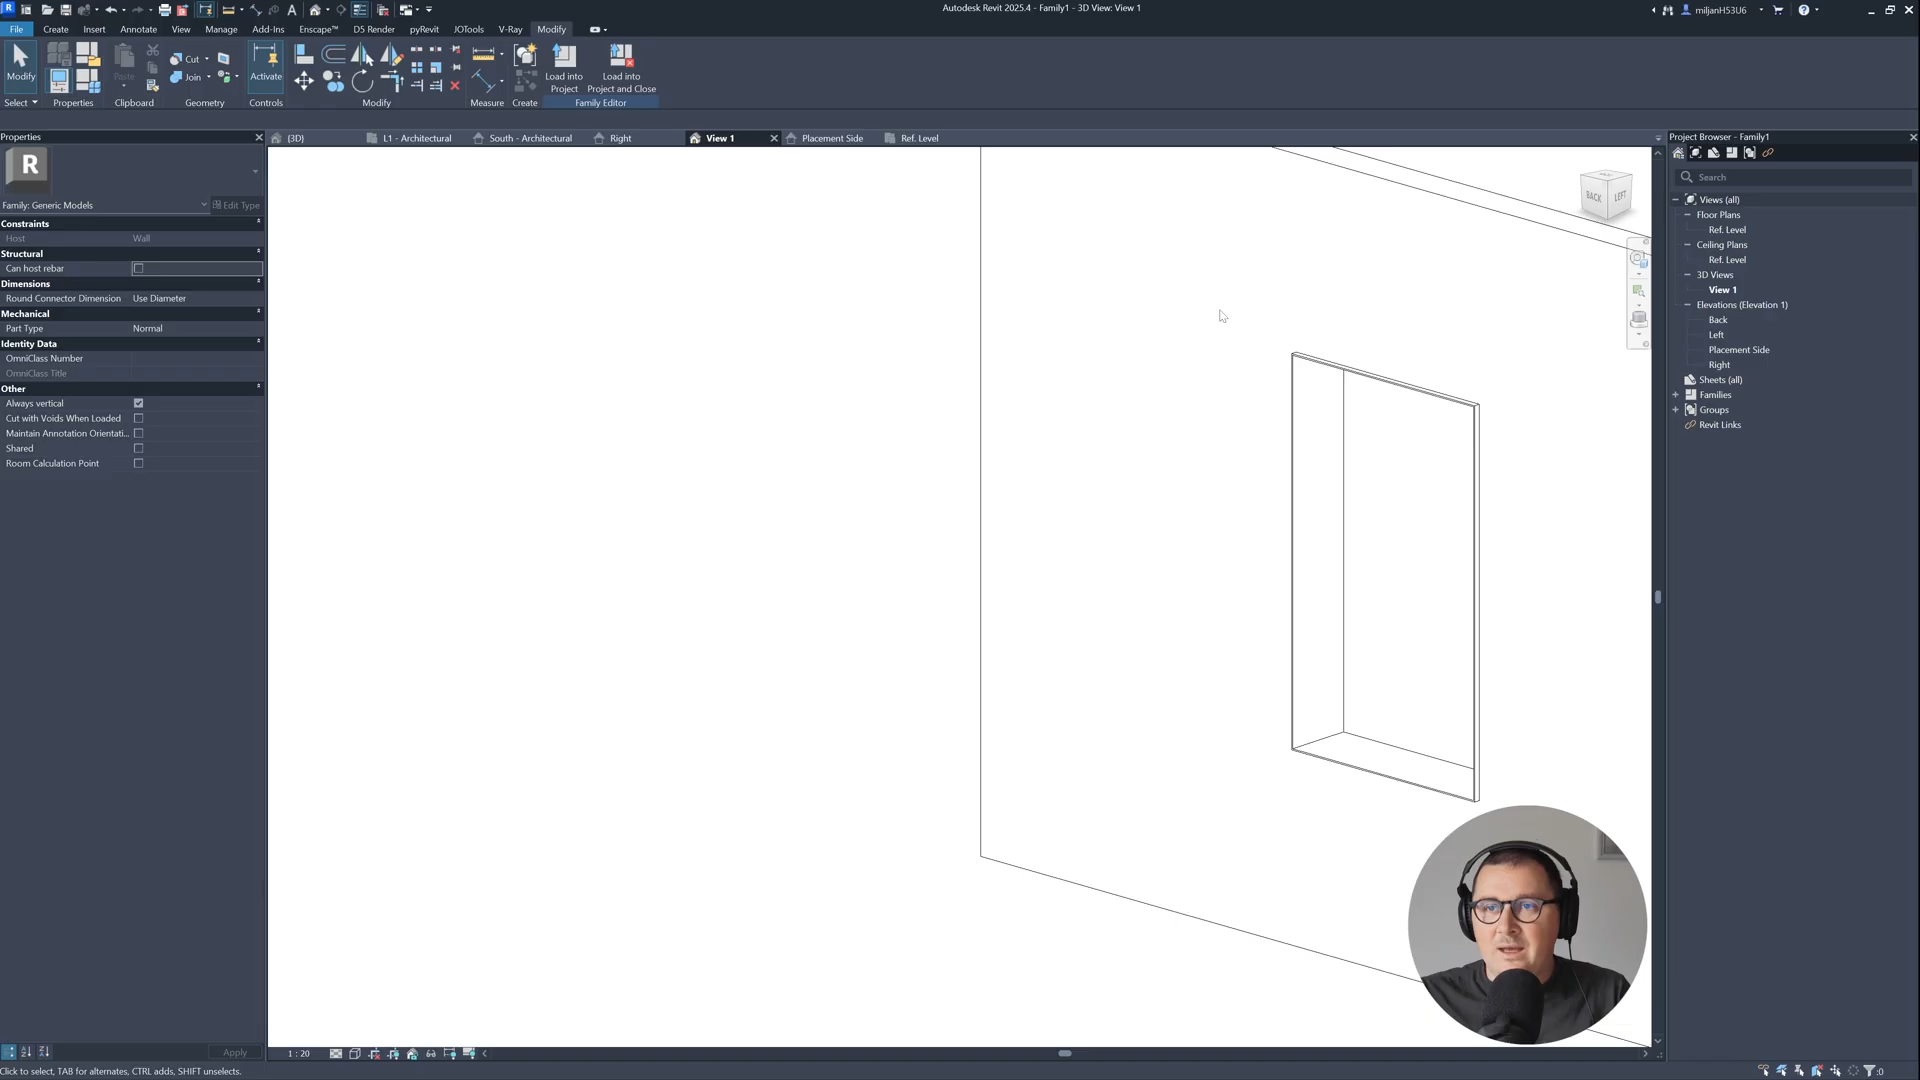 Autodesk Revit 2025.4 - Family1 - 3D View: View 1
miljanH53U6
File Create Insert Annotate View Manage Add-Ins Enscape™ D5 Render pyRevit JOTools V-Ray Modify
Modify Paste Cut Join Activate Load into Project Load into Project and Close
Select Properties Clipboard Geometry Controls Modify Measure Create Family Editor
Properties
{3D} L1 - Architectural South - Architectural Right View 1 Placement Side Ref. Level
Project Browser - Family1
R
Search
Family: Generic Models Edit Type
Constraints
Host Wall
Structural
Can host rebar
Dimensions
Round Connector Dimension Use Diameter
Mechanical
Part Type Normal
Identity Data
OmniClass Number
OmniClass Title
Other
Always vertical
Cut with Voids When Loaded
Maintain Annotation Orientati...
Shared
Room Calculation Point
Apply
BACK LEFT
Views (all)
Floor Plans
Ref. Level
Ceiling Plans
Ref. Level
3D Views
View 1
Elevations (Elevation 1)
Back
Left
Placement Side
Right
Sheets (all)
Families
Groups
Revit Links
1 : 20
Click to select, TAB for alternates, CTRL adds, SHIFT unselects.
:0